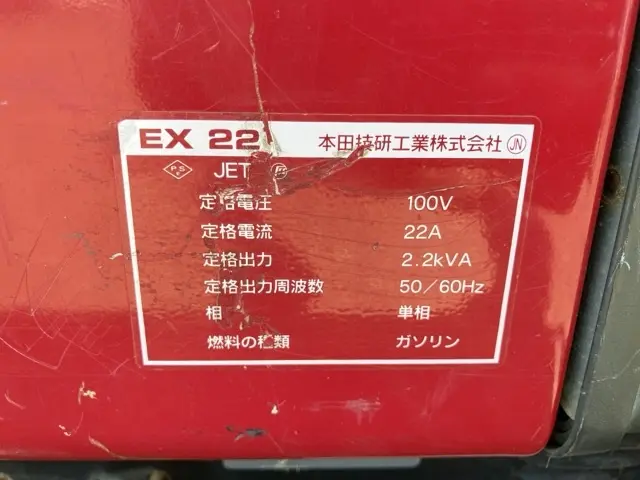 EX 22 本田技研工業株式会社 JN
PS JET
定格電圧 100V
定格電流 22A
定格出力 2.2kVA
定格出力周波数 50/60Hz
相 単相
燃料の種類 ガソリン